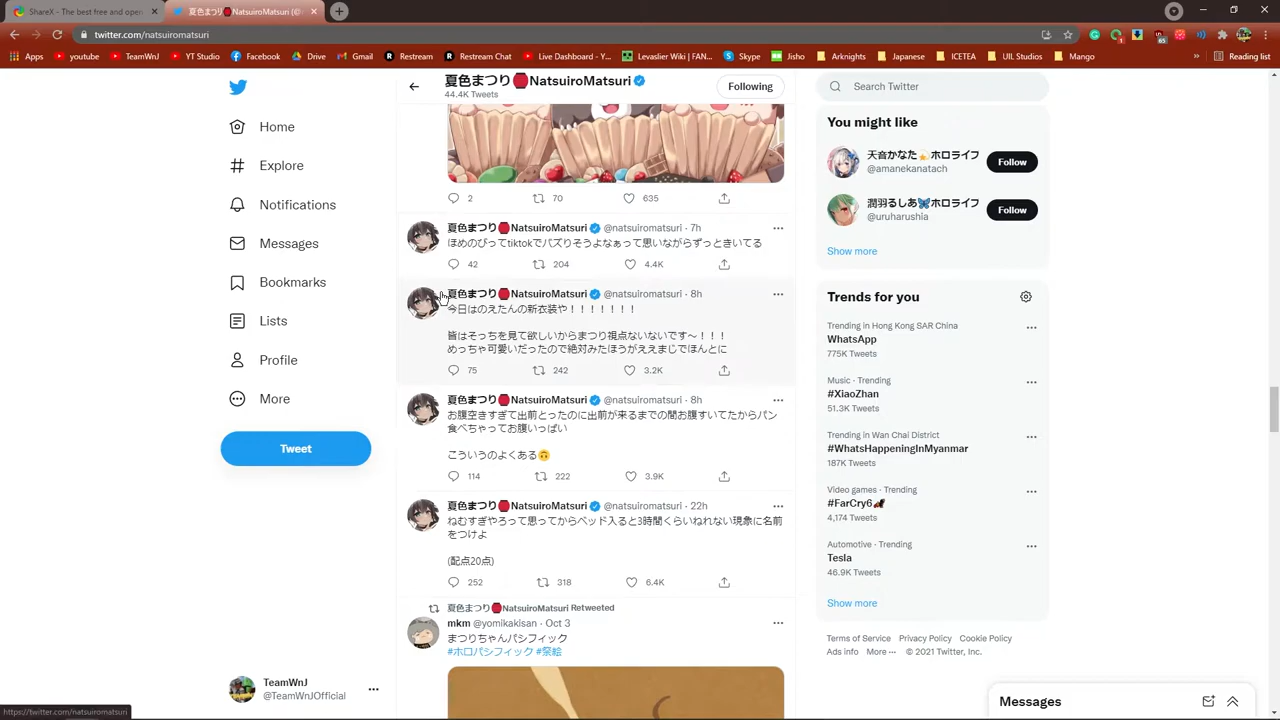 ShareX - The best free and open
夏色まつり🏮NatsuiroMatsuri (@n
twitter.com/natsuiromatsuri
Apps
youtube
TeamWnJ
YT Studio
Facebook
Drive
Gmail
Restream
Restream Chat
Live Dashboard - Mu...
Levaslier Wiki | FAN...
Skype
Jisho
Arknights
Japanese
ICETEA
UIL Studios
Mango
Reading list
Home
Explore
Notifications
Messages
Bookmarks
Lists
Profile
More
Tweet
TeamWnJ
@TeamWnJOfficial
https://twitter.com/natsuiromatsuri
夏色まつり🏮NatsuiroMatsuri
44.4K Tweets
Following
2 70 635
夏色まつり🏮NatsuiroMatsuri @natsuiromatsuri · 7h
ほめのびってtiktokでバズりそうよなぁって思いながらずっときいてる
42 204 4.4K
夏色まつり🏮NatsuiroMatsuri @natsuiromatsuri · 8h
今日はのえたんの新衣装や！！！！！！！
皆はそっちを見て欲しいからまつり視点ないないです〜！！！
めっちゃ可愛いだったので絶対みたほうがええまじでほんとに
75 242 3.2K
夏色まつり🏮NatsuiroMatsuri @natsuiromatsuri · 8h
お腹空きすぎて出前とったのに出前が来るまでの間お腹すいてたからパン
食べちゃってお腹いっぱい
こういうのよくある🙃
114 222 3.9K
夏色まつり🏮NatsuiroMatsuri @natsuiromatsuri · 22h
ねむすぎやろって思ってからベッド入ると3時間くらいねれない現象に名前
をつけよ
(配点20点)
252 318 6.4K
夏色まつり🏮NatsuiroMatsuri Retweeted
mkm @yomikakisan · Oct 3
まつりちゃんパシフィック
#ホロパシフィック #祭絵
Search Twitter
You might like
天音かなた💫ホロライフ
@amanekanatach
Follow
潤羽るしあ🦋ホロライフ
@uruharushia
Follow
Show more
Trends for you
Trending in Hong Kong SAR China
WhatsApp
775K Tweets
Music · Trending
#XiaoZhan
51.3K Tweets
Trending in Wan Chai District
#WhatsHappeningInMyanmar
187K Tweets
Video games · Trending
#FarCry6
4,174 Tweets
Automotive · Trending
Tesla
46.9K Tweets
Show more
Terms of Service Privacy Policy Cookie Policy
Ads info More ··· © 2021 Twitter, Inc.
Messages